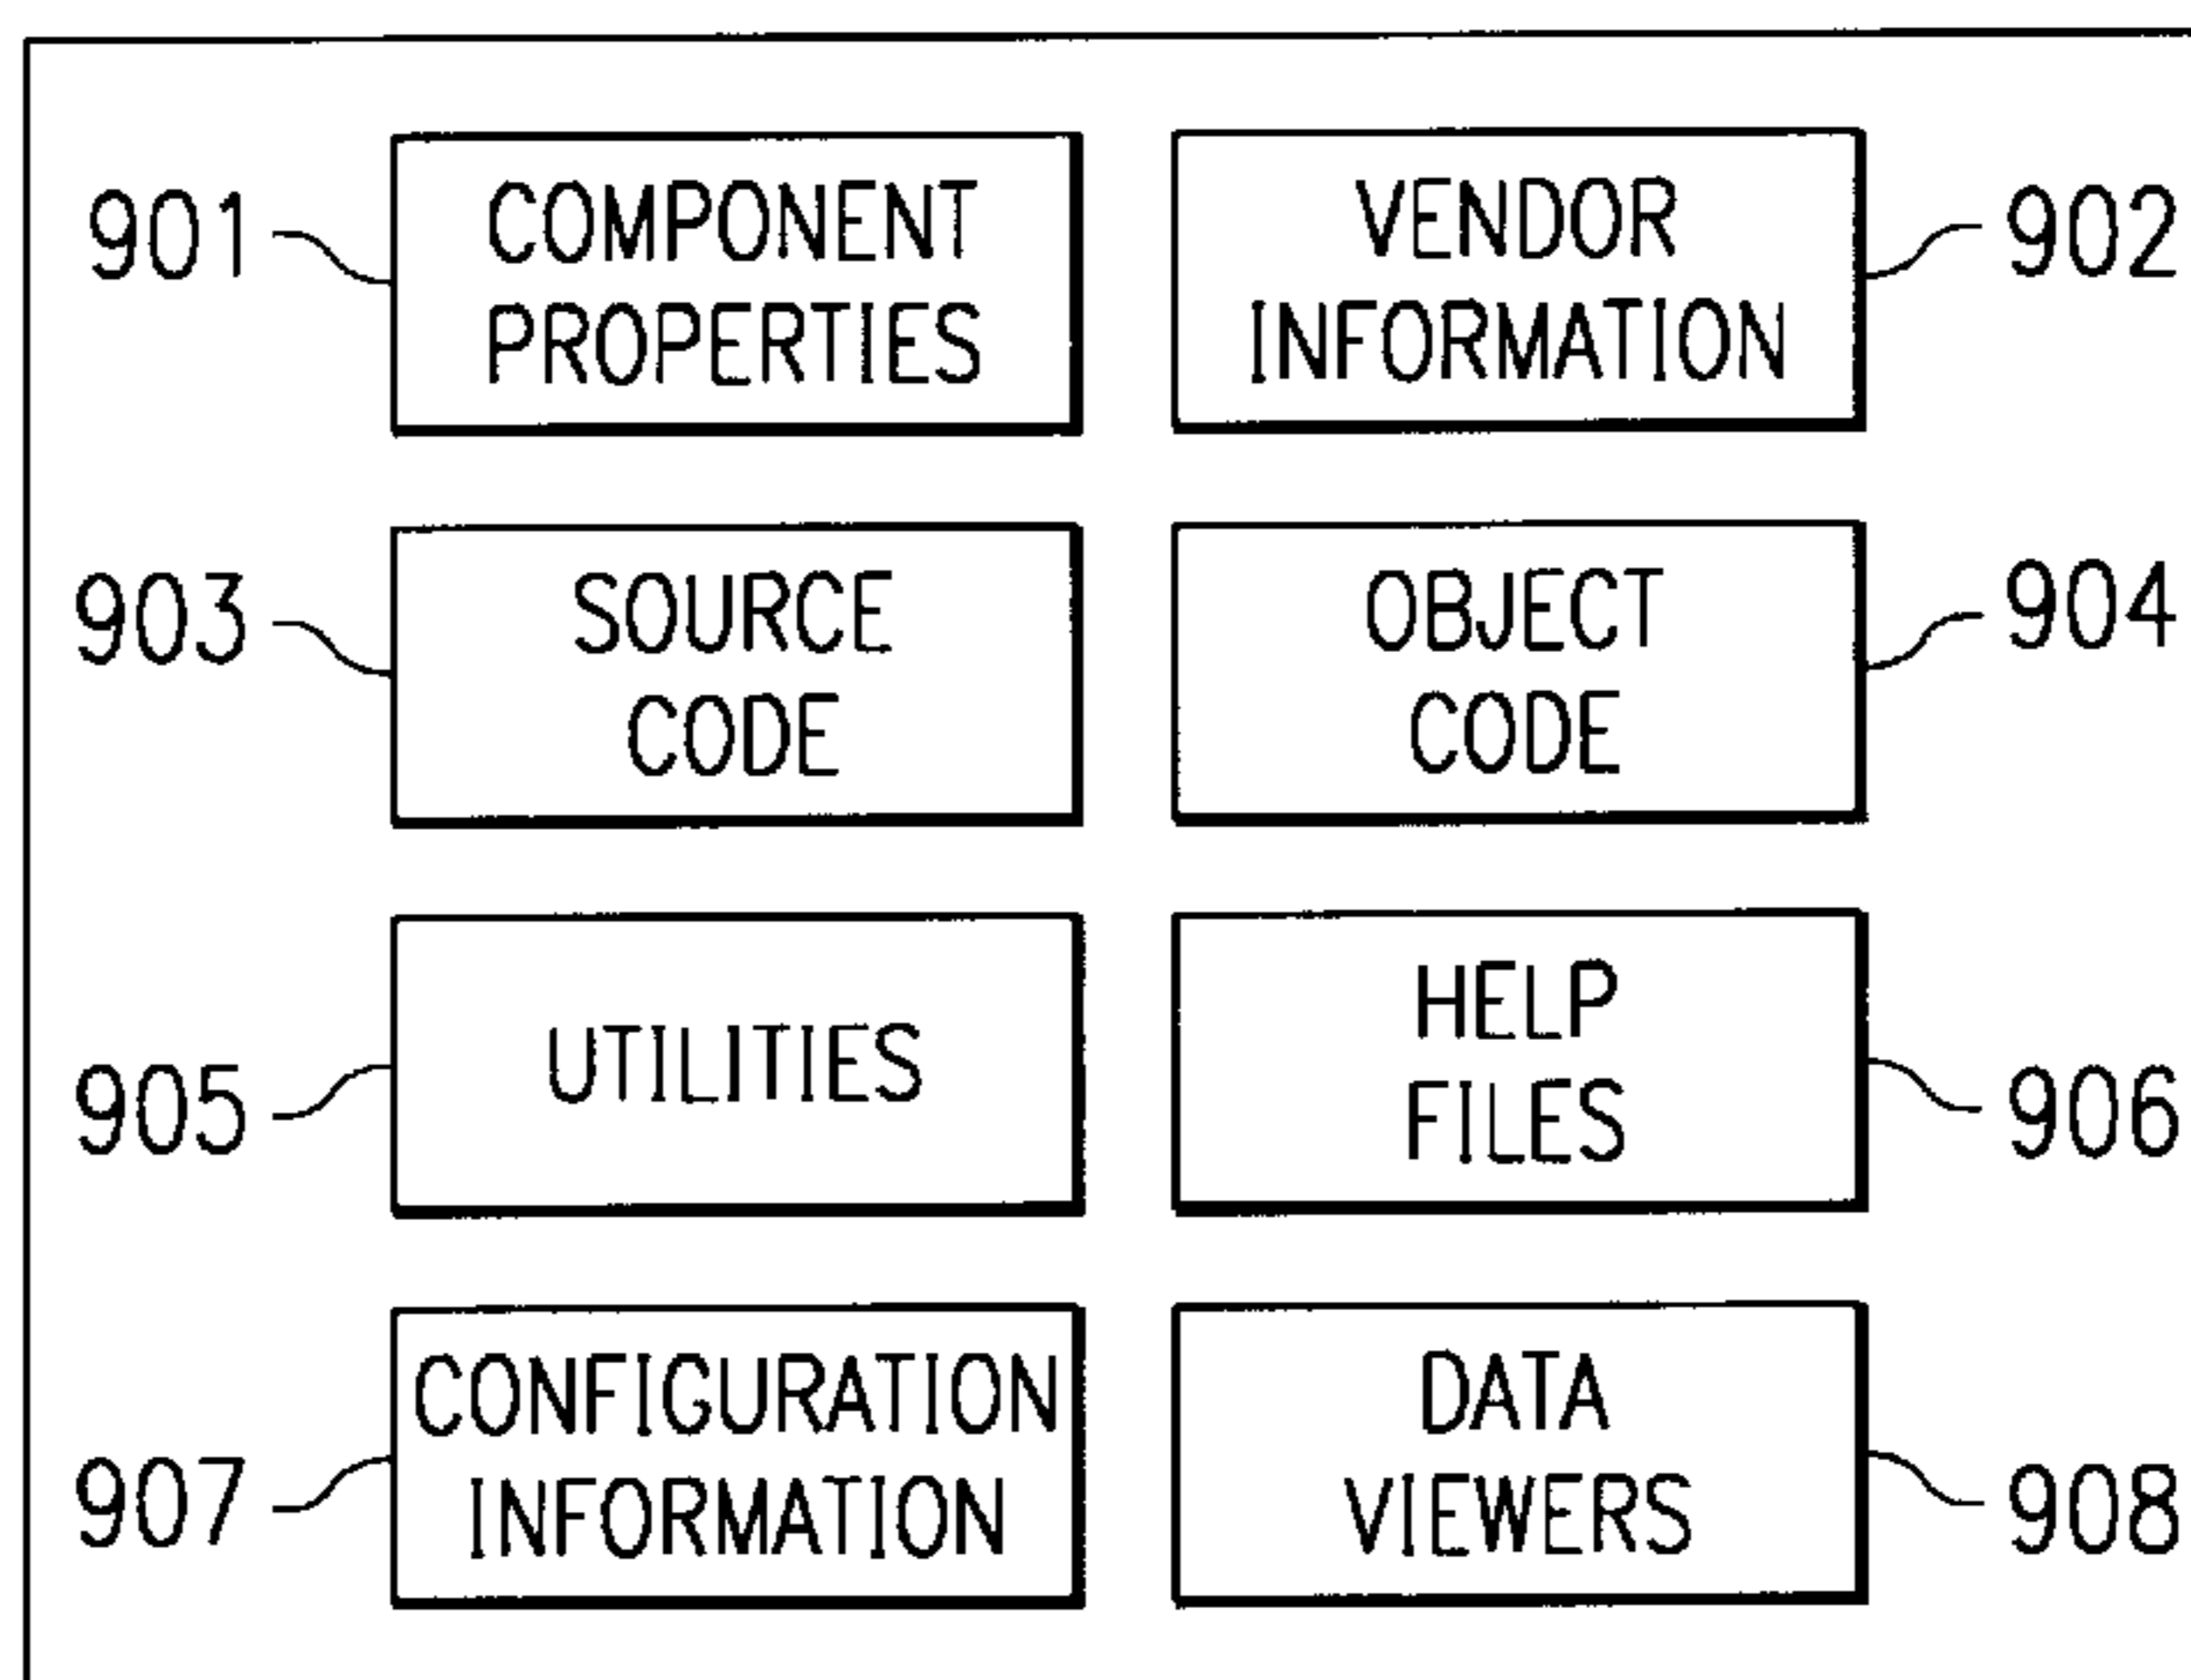 901
COMPONENT
PROPERTIES
VENDOR
INFORMATION
902
903
SOURCE
CODE
OBJECT
CODE
904
905
UTILITIES
HELP
FILES
906
907
CONFIGURATION
INFORMATION
DATA
VIEWERS
908